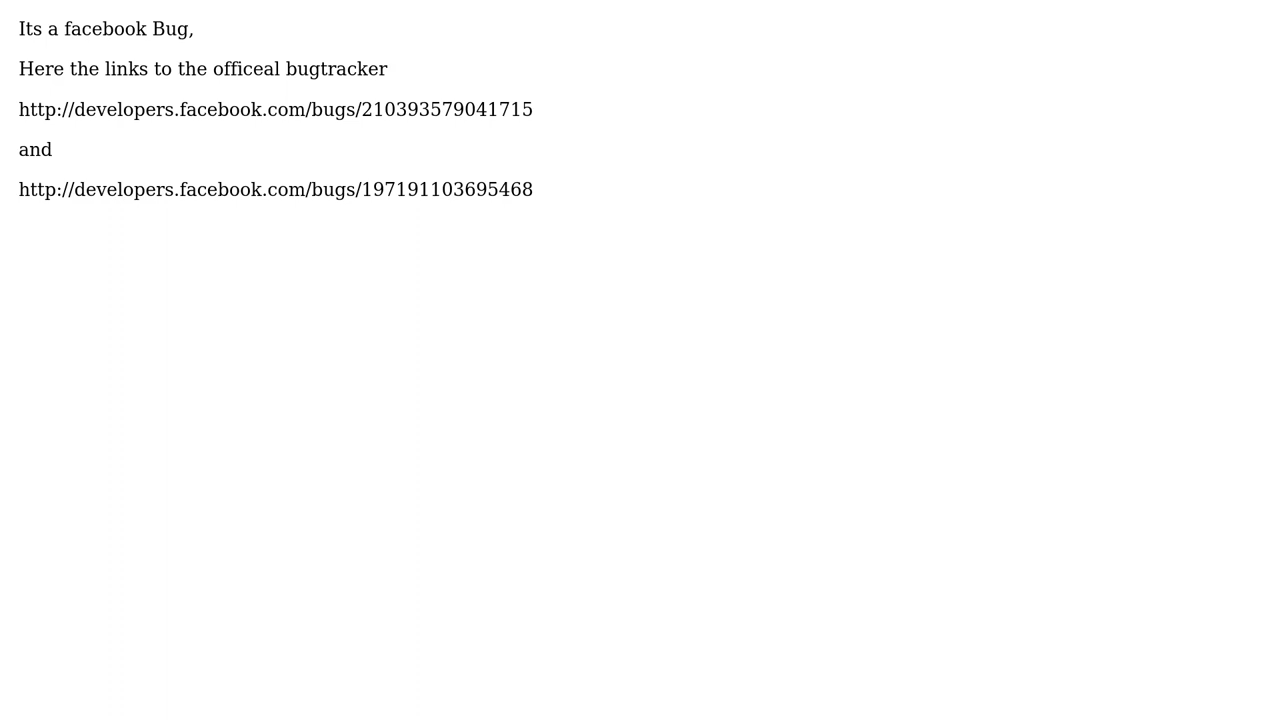 Its a facebook Bug,
Here the links to the officeal bugtracker
http://developers.facebook.com/bugs/210393579041715
and
http://developers.facebook.com/bugs/197191103695468